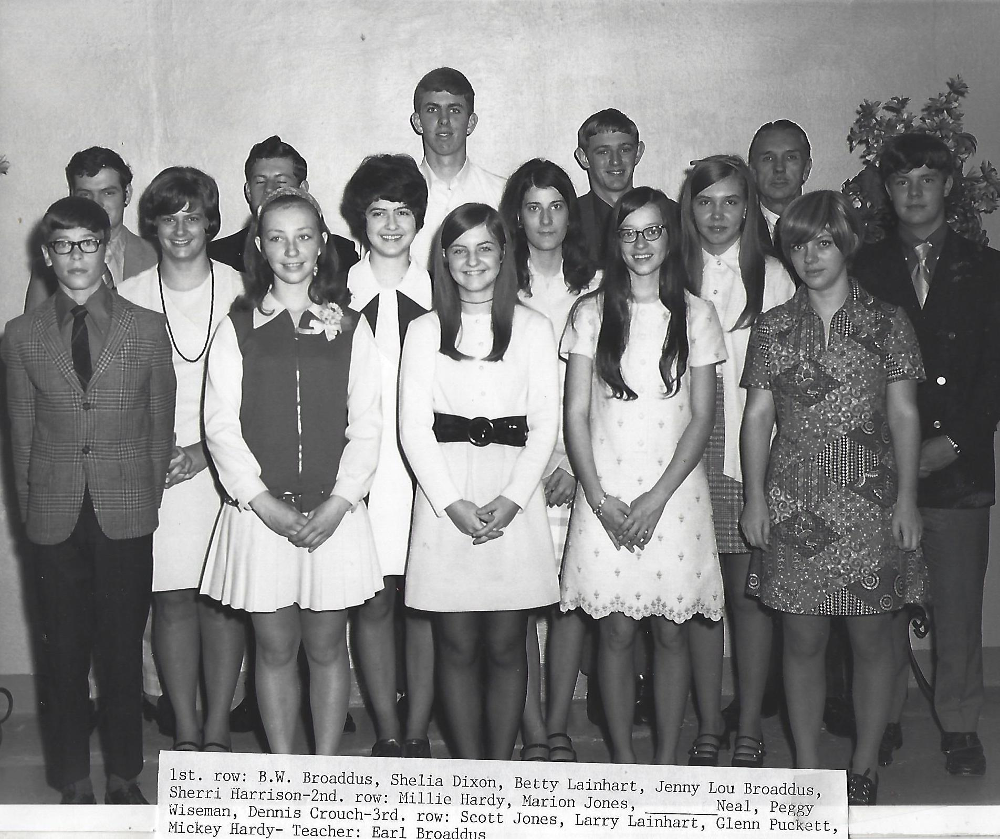 1st. row: B.W. Broaddus, Shelia Dixon, Betty Lainhart, Jenny Lou Broaddus,
Sherri Harrison-2nd. row: Millie Hardy, Marion Jones, ________Neal, Peggy
Wiseman, Dennis Crouch-3rd. row: Scott Jones, Larry Lainhart, Glenn Puckett,
Mickey Hardy- Teacher: Earl Broaddus